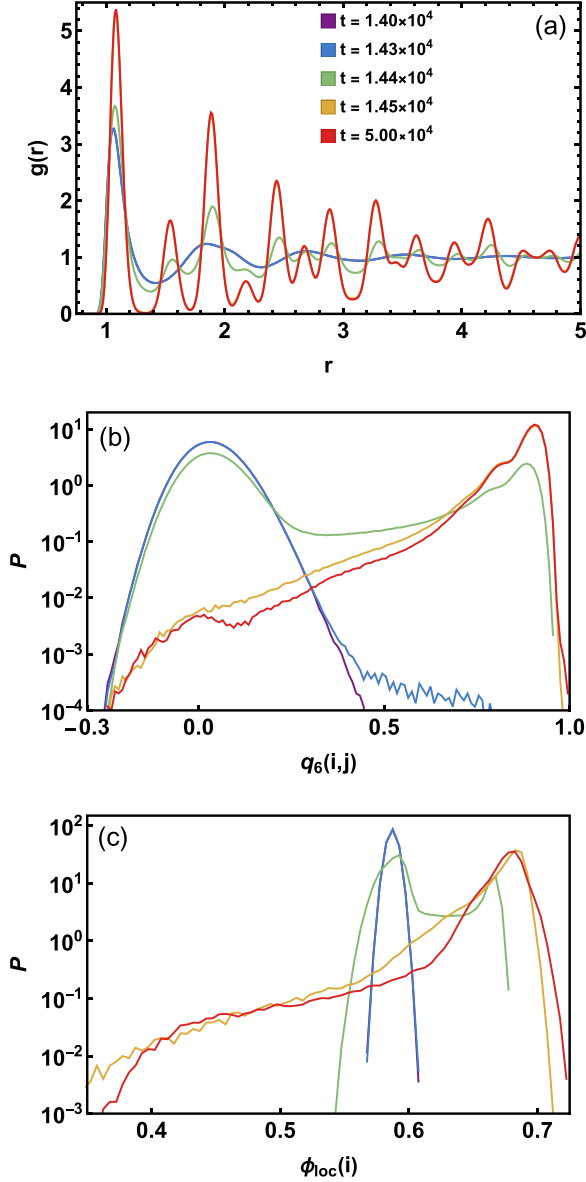 (a)
t = 1.40×10⁴
t = 1.43×10⁴
t = 1.44×10⁴
t = 1.45×10⁴
t = 5.00×10⁴
g(r)
5
4
3
2
1
0
1 2 3 4 5
r
(b)
P
10¹
10⁰
10⁻¹
10⁻²
10⁻³
10⁻⁴
−0.3 0.0 0.5 1.0
q₆(i,j)
(c)
P
10²
10¹
10⁰
10⁻¹
10⁻²
10⁻³
0.4 0.5 0.6 0.7
ϕloc(i)